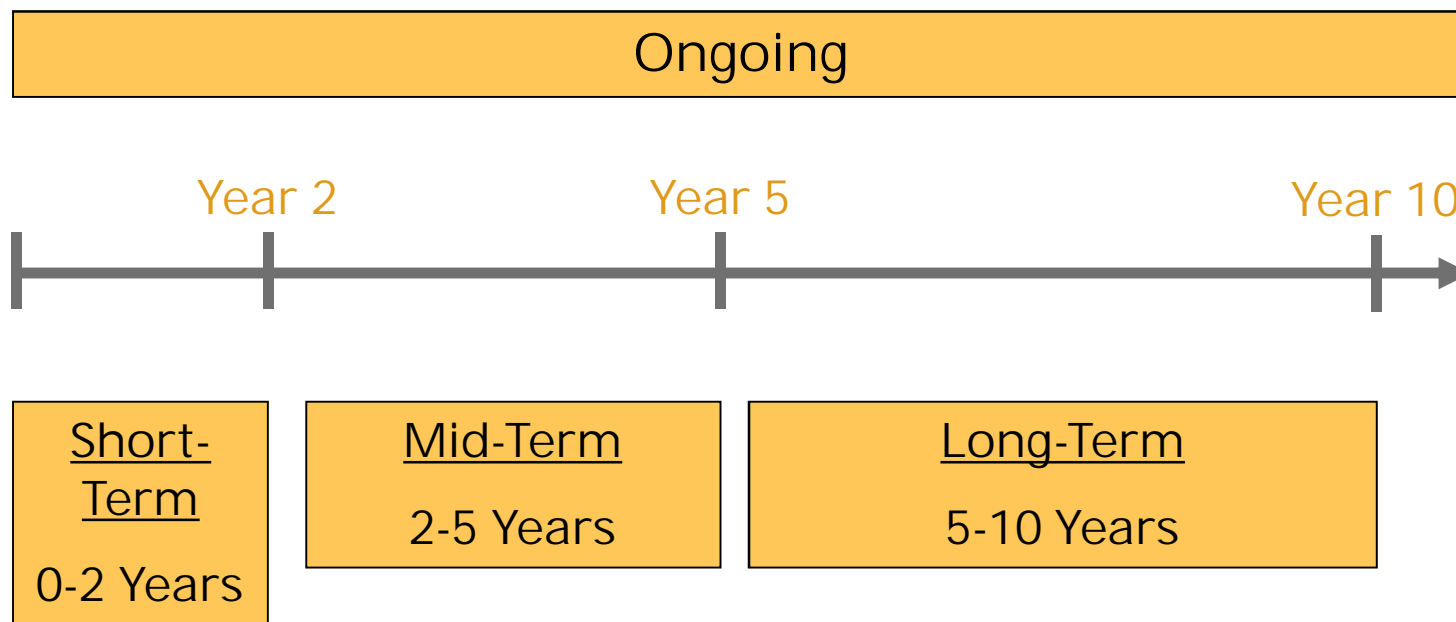 Ongoing
Year 2
Year 5
Year 10
Short-
Term
0-2 Years
Mid-Term
2-5 Years
Long-Term
5-10 Years